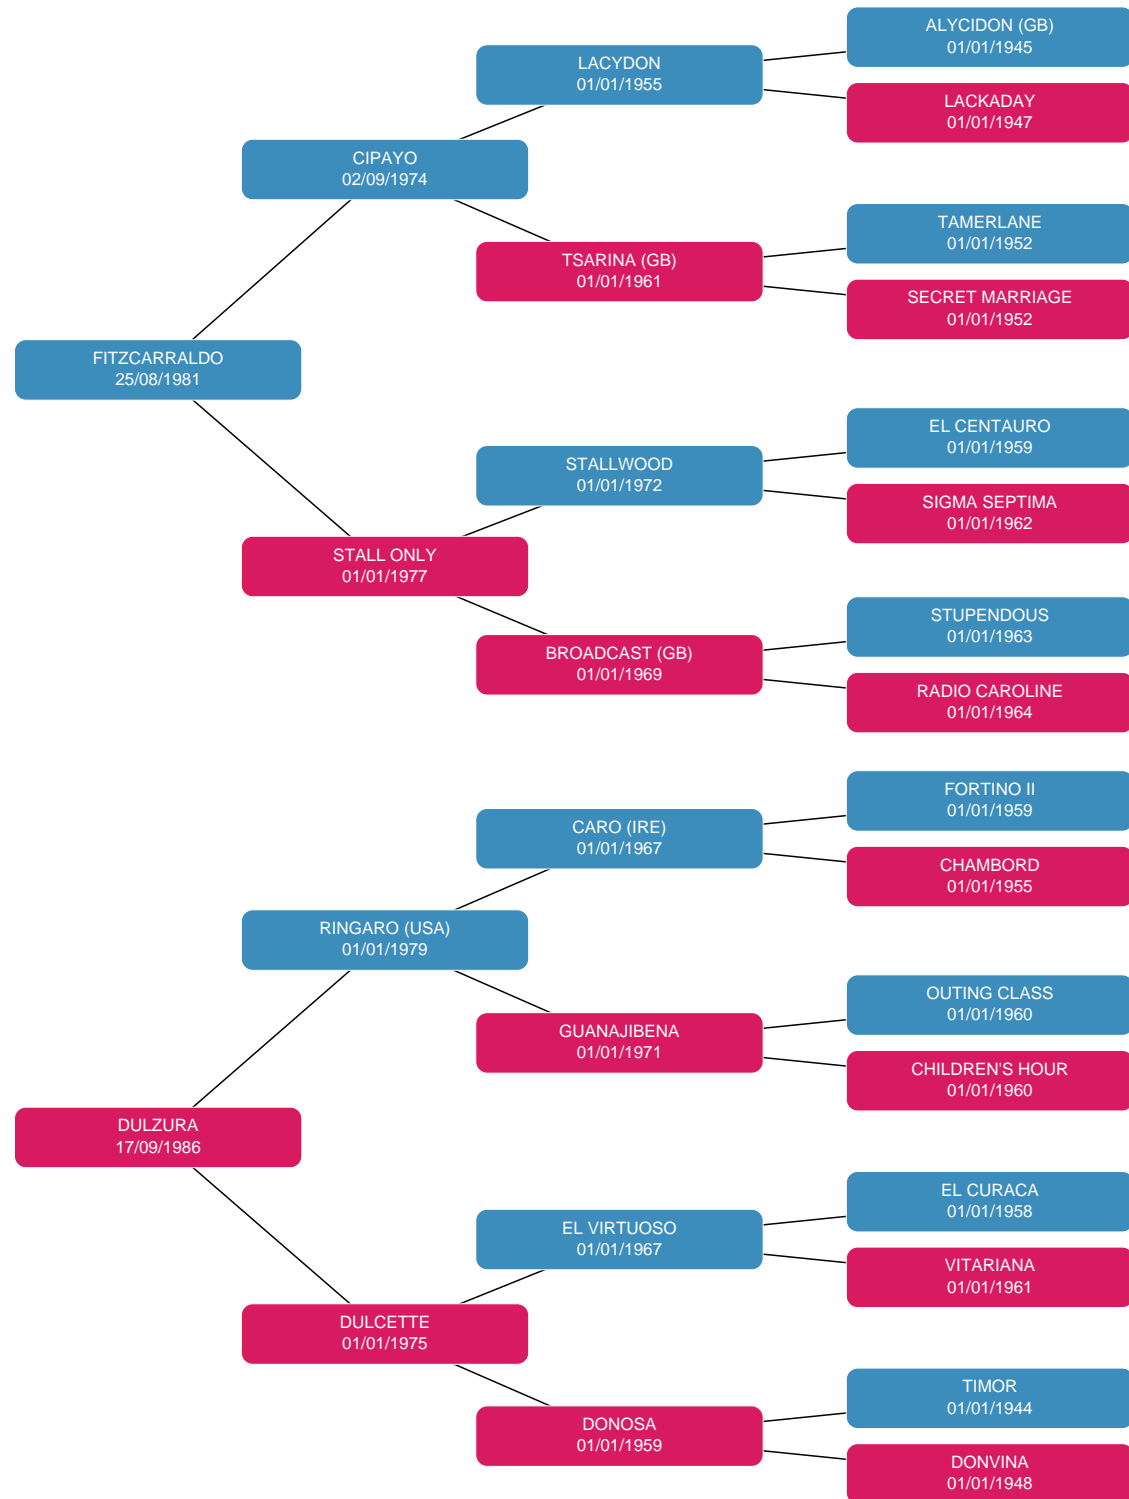 ALYCIDON (GB)
01/01/1945
LACYDON
01/01/1955
LACKADAY
01/01/1947
CIPAYO
02/09/1974
TAMERLANE
01/01/1952
TSARINA (GB)
01/01/1961
SECRET MARRIAGE
01/01/1952
FITZCARRALDO
25/08/1981
EL CENTAURO
01/01/1959
STALLWOOD
01/01/1972
SIGMA SEPTIMA
01/01/1962
STALL ONLY
01/01/1977
STUPENDOUS
01/01/1963
BROADCAST (GB)
01/01/1969
RADIO CAROLINE
01/01/1964
FORTINO II
01/01/1959
CARO (IRE)
01/01/1967
CHAMBORD
01/01/1955
RINGARO (USA)
01/01/1979
OUTING CLASS
01/01/1960
GUANAJIBENA
01/01/1971
CHILDREN'S HOUR
01/01/1960
DULZURA
17/09/1986
EL CURACA
01/01/1958
EL VIRTUOSO
01/01/1967
VITARIANA
01/01/1961
DULCETTE
01/01/1975
TIMOR
01/01/1944
DONOSA
01/01/1959
DONVINA
01/01/1948